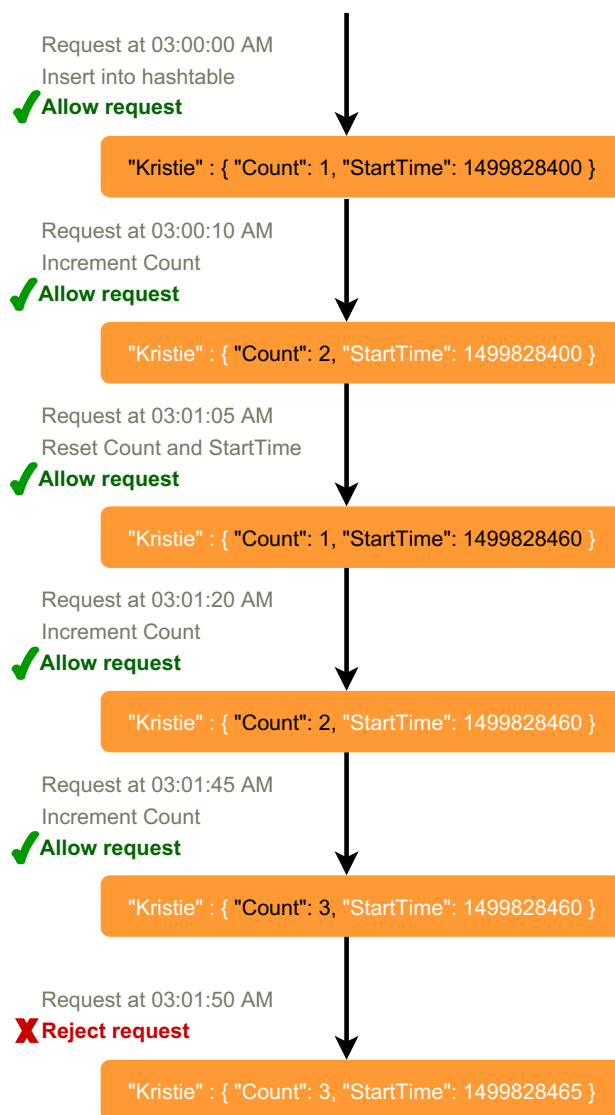 Request at 03:00:00 AM
Insert into hashtable
Allow request
"Kristie" : { "Count": 1, "StartTime": 1499828400 }
Request at 03:00:10 AM
Increment Count
Allow request
"Kristie" : { "Count": 2, "StartTime": 1499828400 }
Request at 03:01:05 AM
Reset Count and StartTime
Allow request
"Kristie" : { "Count": 1, "StartTime": 1499828460 }
Request at 03:01:20 AM
Increment Count
Allow request
"Kristie" : { "Count": 2, "StartTime": 1499828460 }
Request at 03:01:45 AM
Increment Count
Allow request
"Kristie" : { "Count": 3, "StartTime": 1499828460 }
Request at 03:01:50 AM
Reject request
"Kristie" : { "Count": 3, "StartTime": 1499828465 }